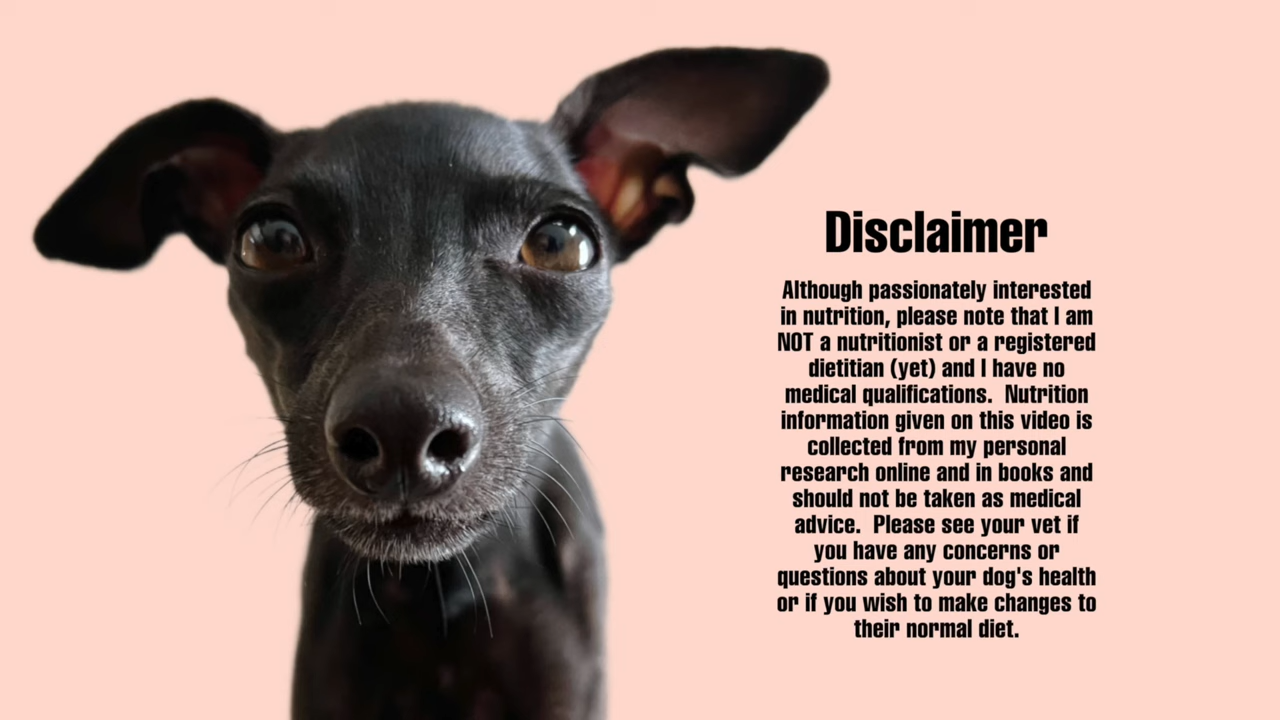 Disclaimer
Although passionately interested
in nutrition, please note that I am
NOT a nutritionist or a registered
dietitian (yet) and I have no
medical qualifications.  Nutrition
information given on this video is
collected from my personal
research online and in books and
should not be taken as medical
advice.  Please see your vet if
you have any concerns or
questions about your dog's health
or if you wish to make changes to
their normal diet.